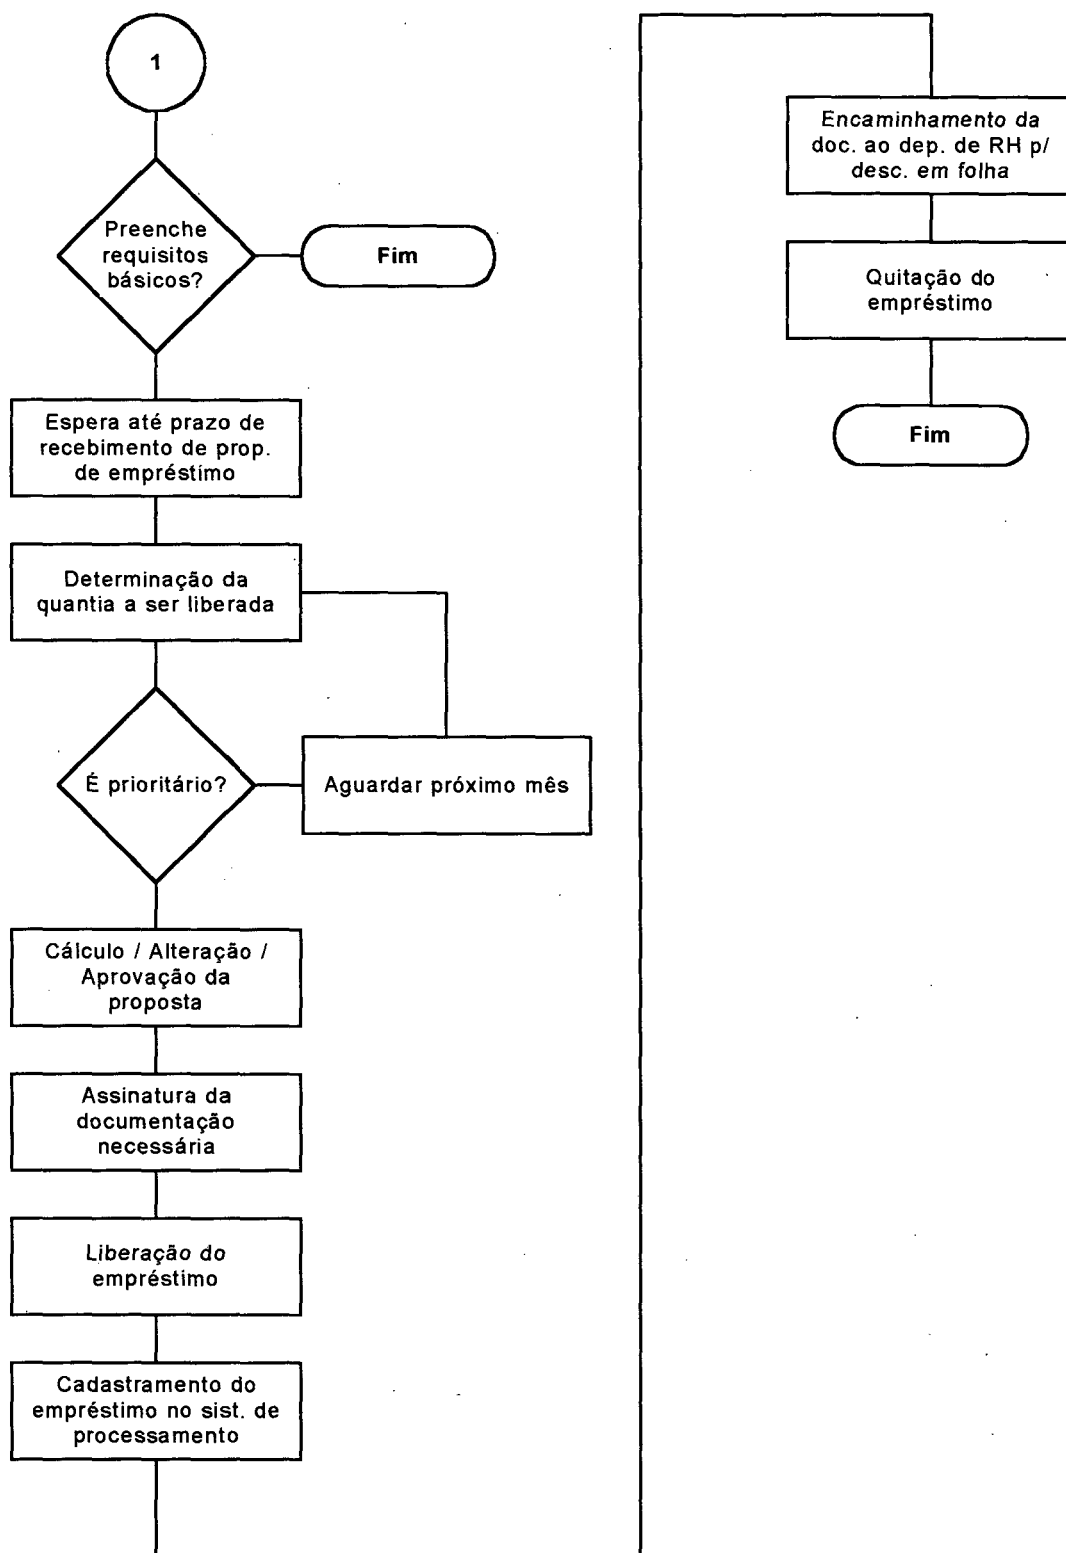 1
Preenche
requisitos
básicos?
Fim
Espera até prazo de
recebimento de prop.
de empréstimo
Determinação da
quantia a ser liberada
É prioritário?
Aguardar próximo mês
Cálculo / Alteração /
Aprovação da
proposta
Assinatura da
documentação
necessária
Liberação do
empréstimo
Cadastramento do
empréstimo no sist. de
processamento
Encaminhamento da
doc. ao dep. de RH p/
desc. em folha
Quitação do
empréstimo
Fim